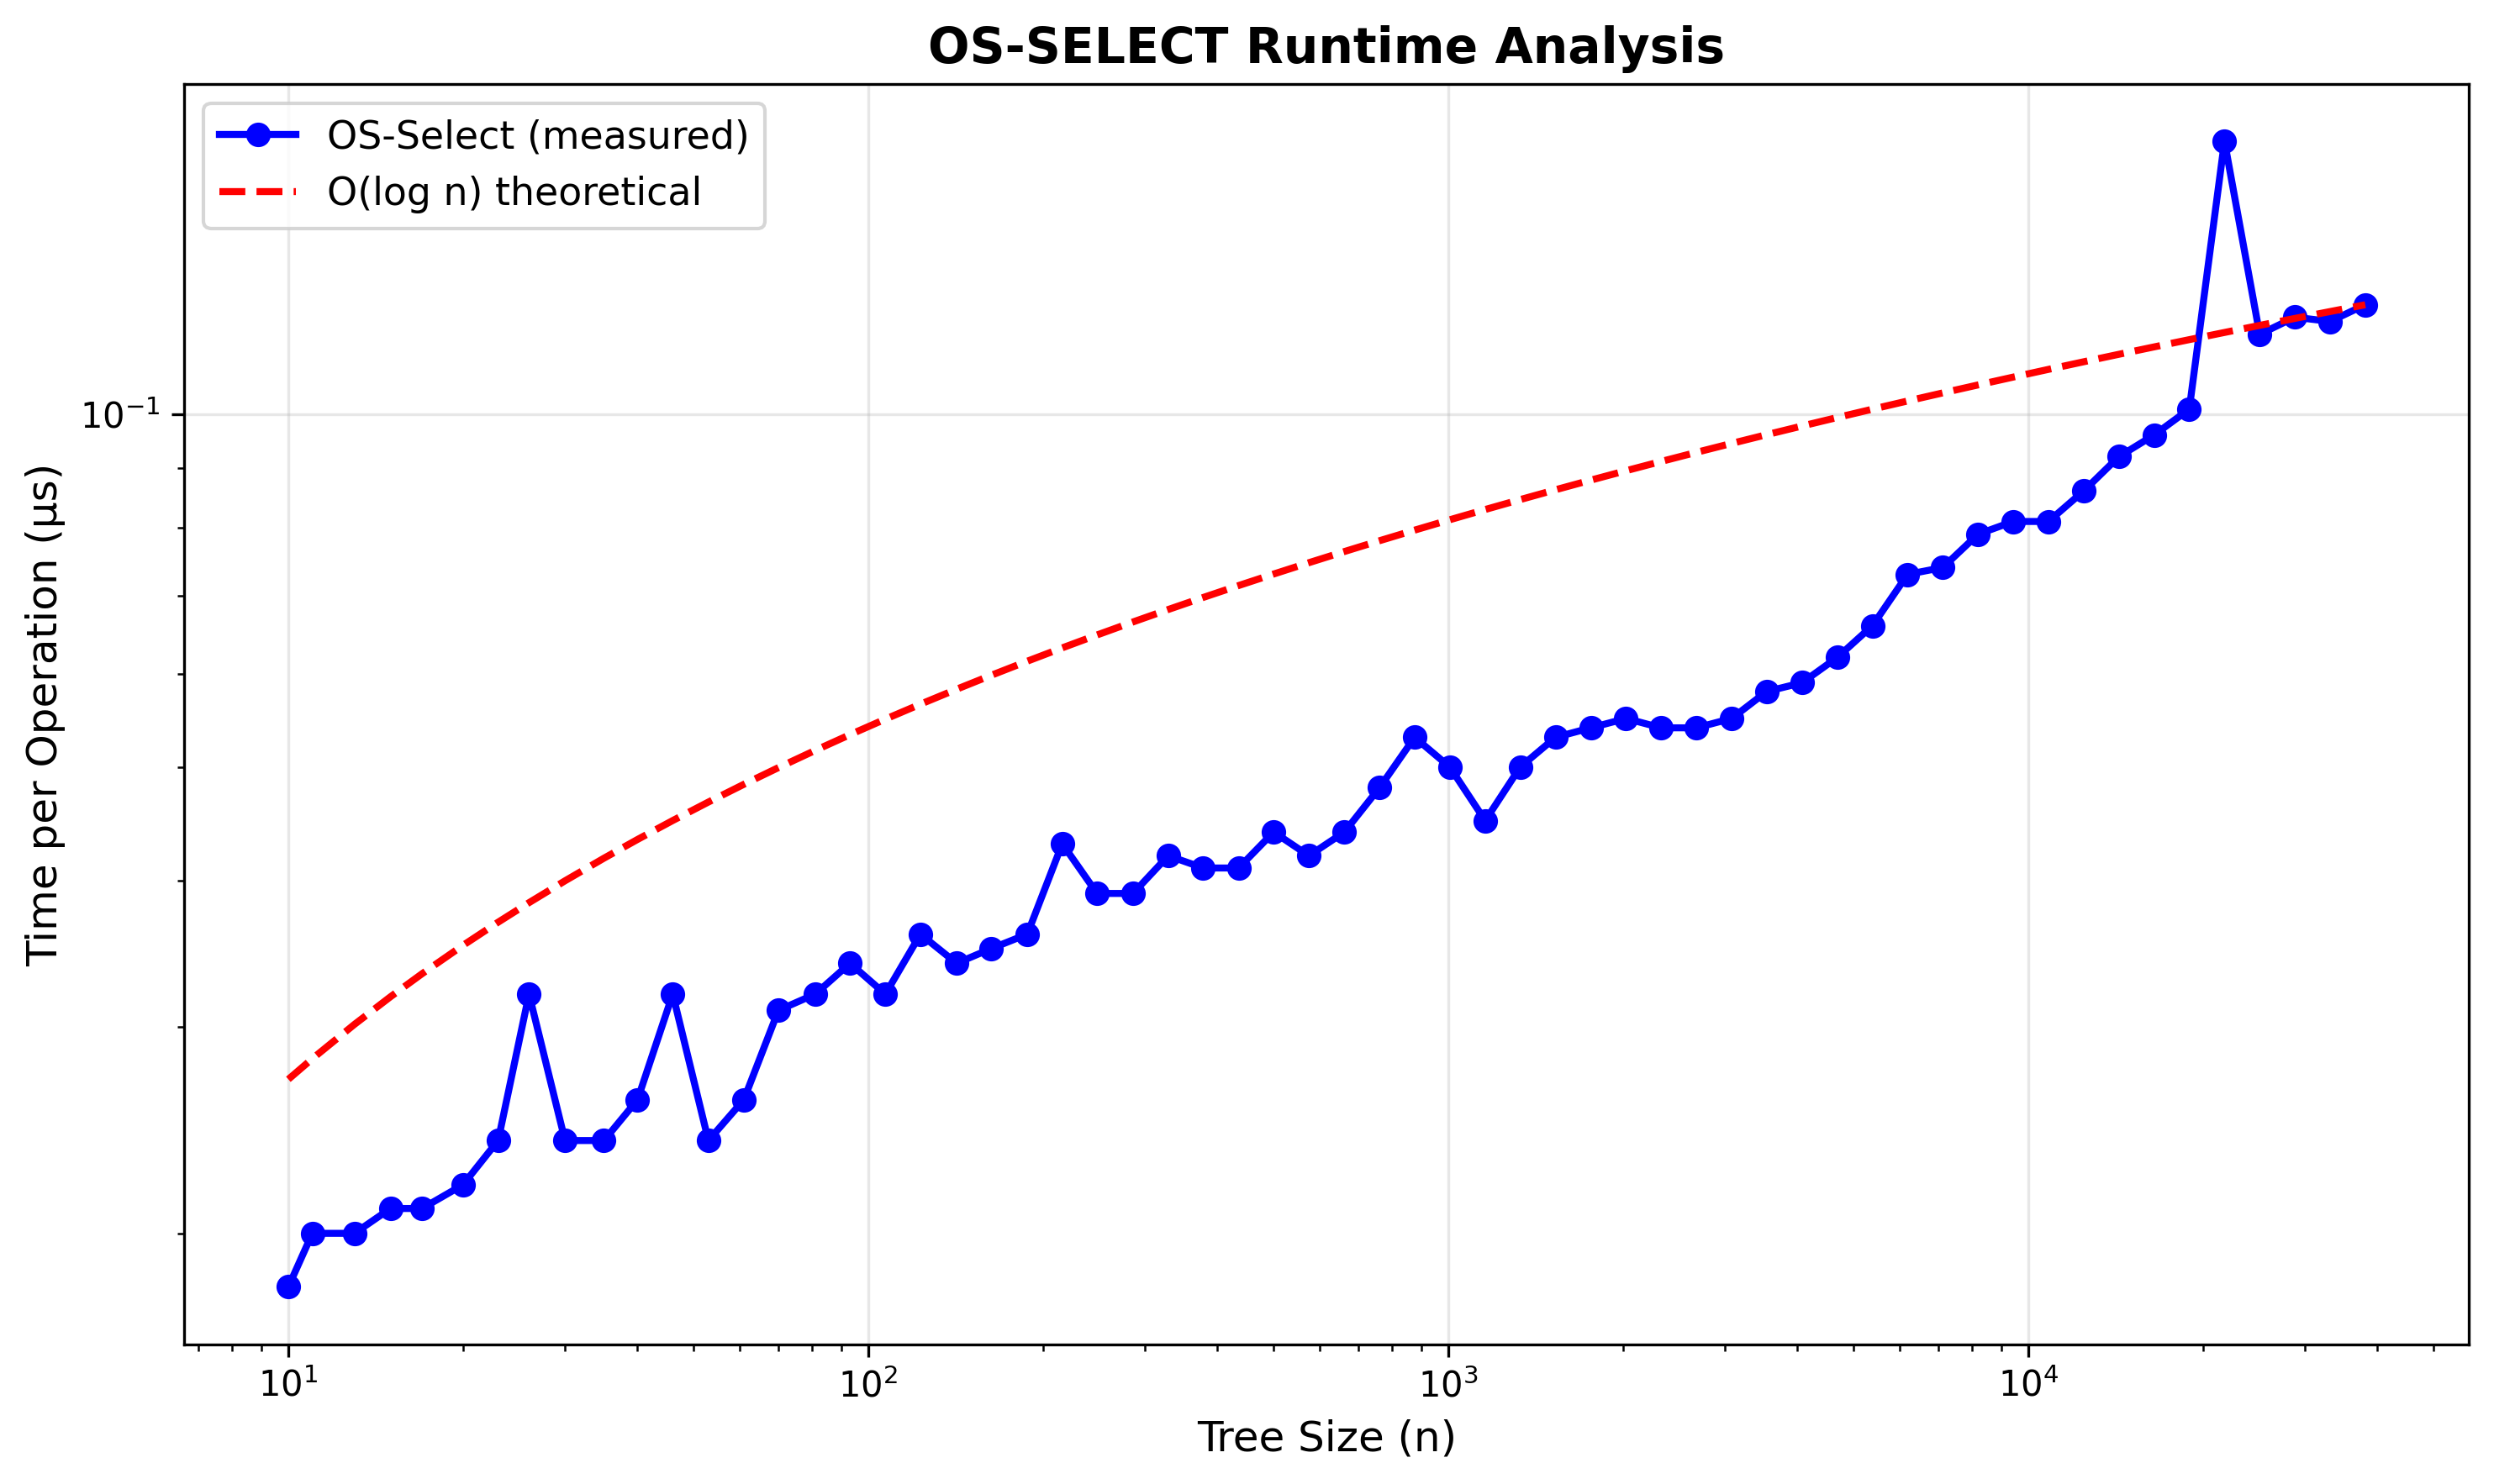 OS-SELECT Runtime Analysis
OS-Select (measured)
O(log n) theoretical
Time per Operation (µs)
10⁻¹
10¹ 10² 10³ 10⁴
Tree Size (n)